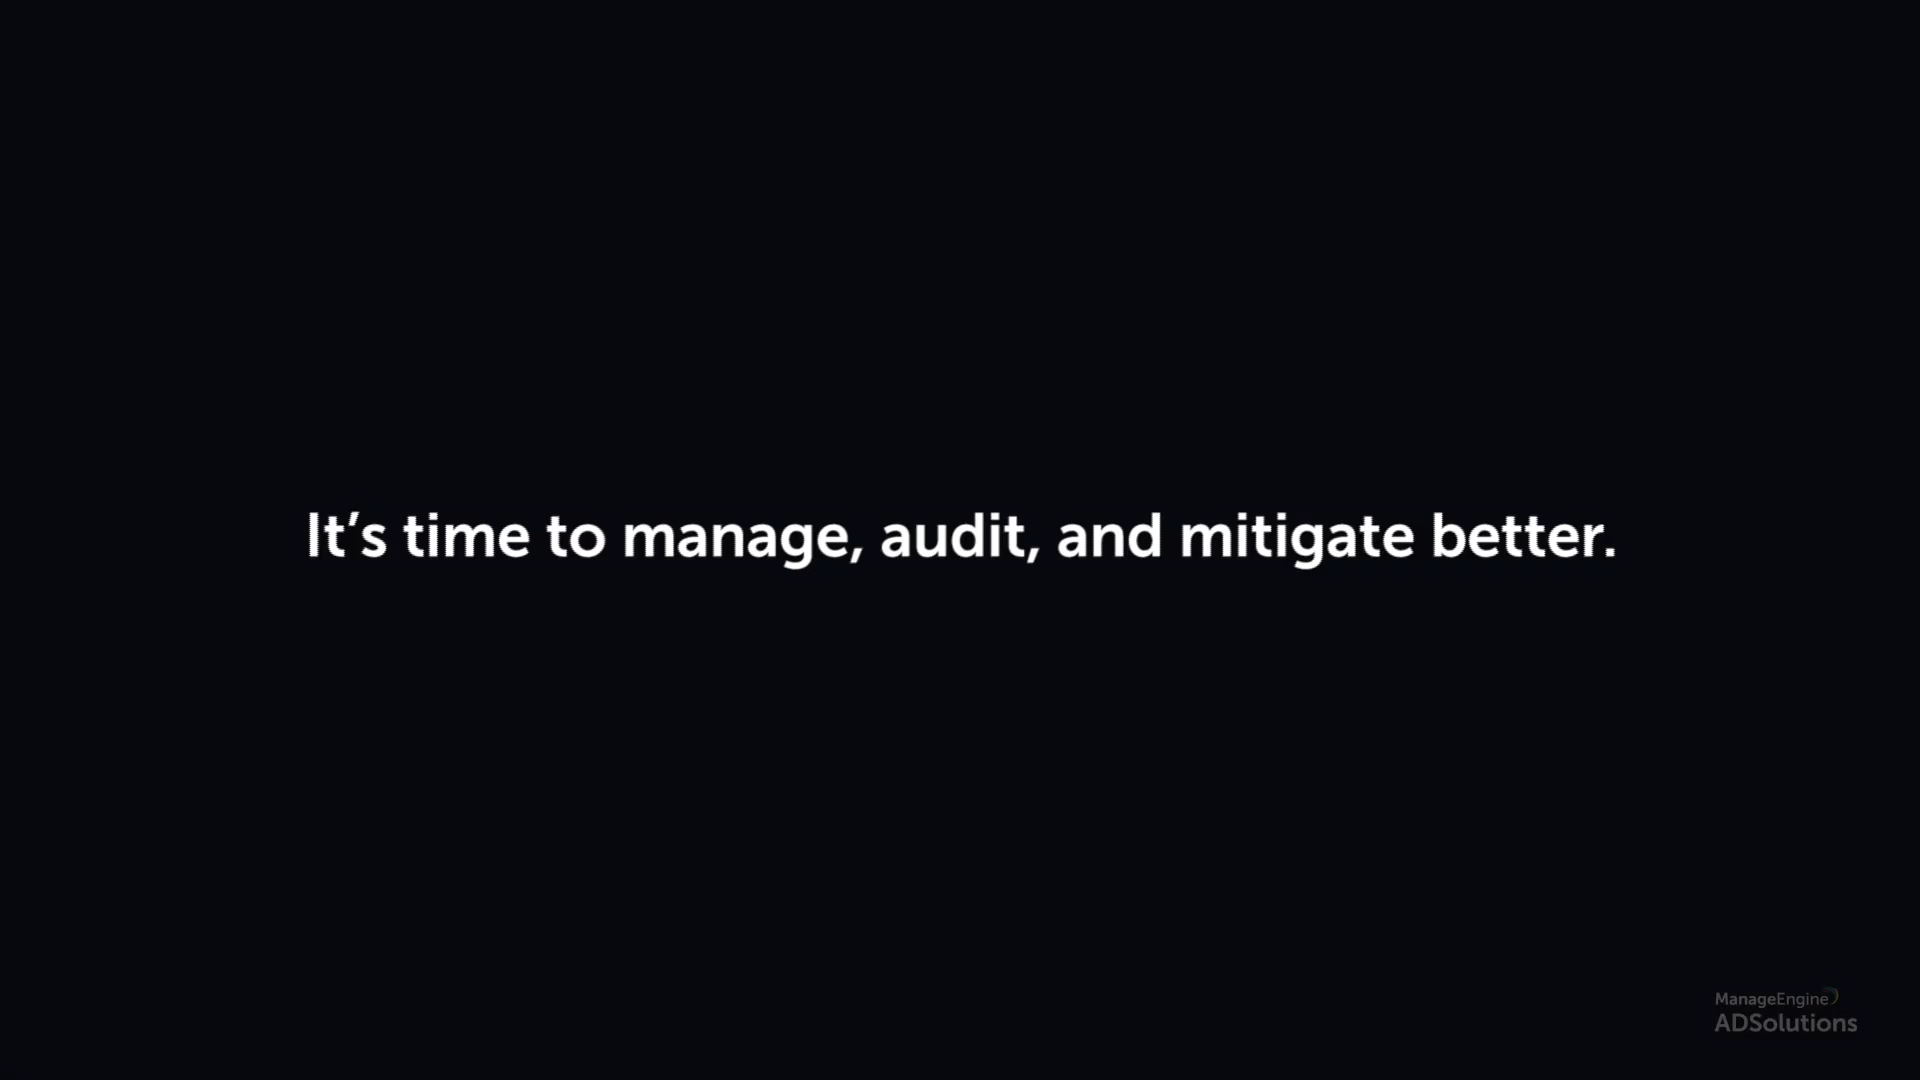 It’s time to manage, audit, and mitigate better.
ManageEngine
ADSolutions